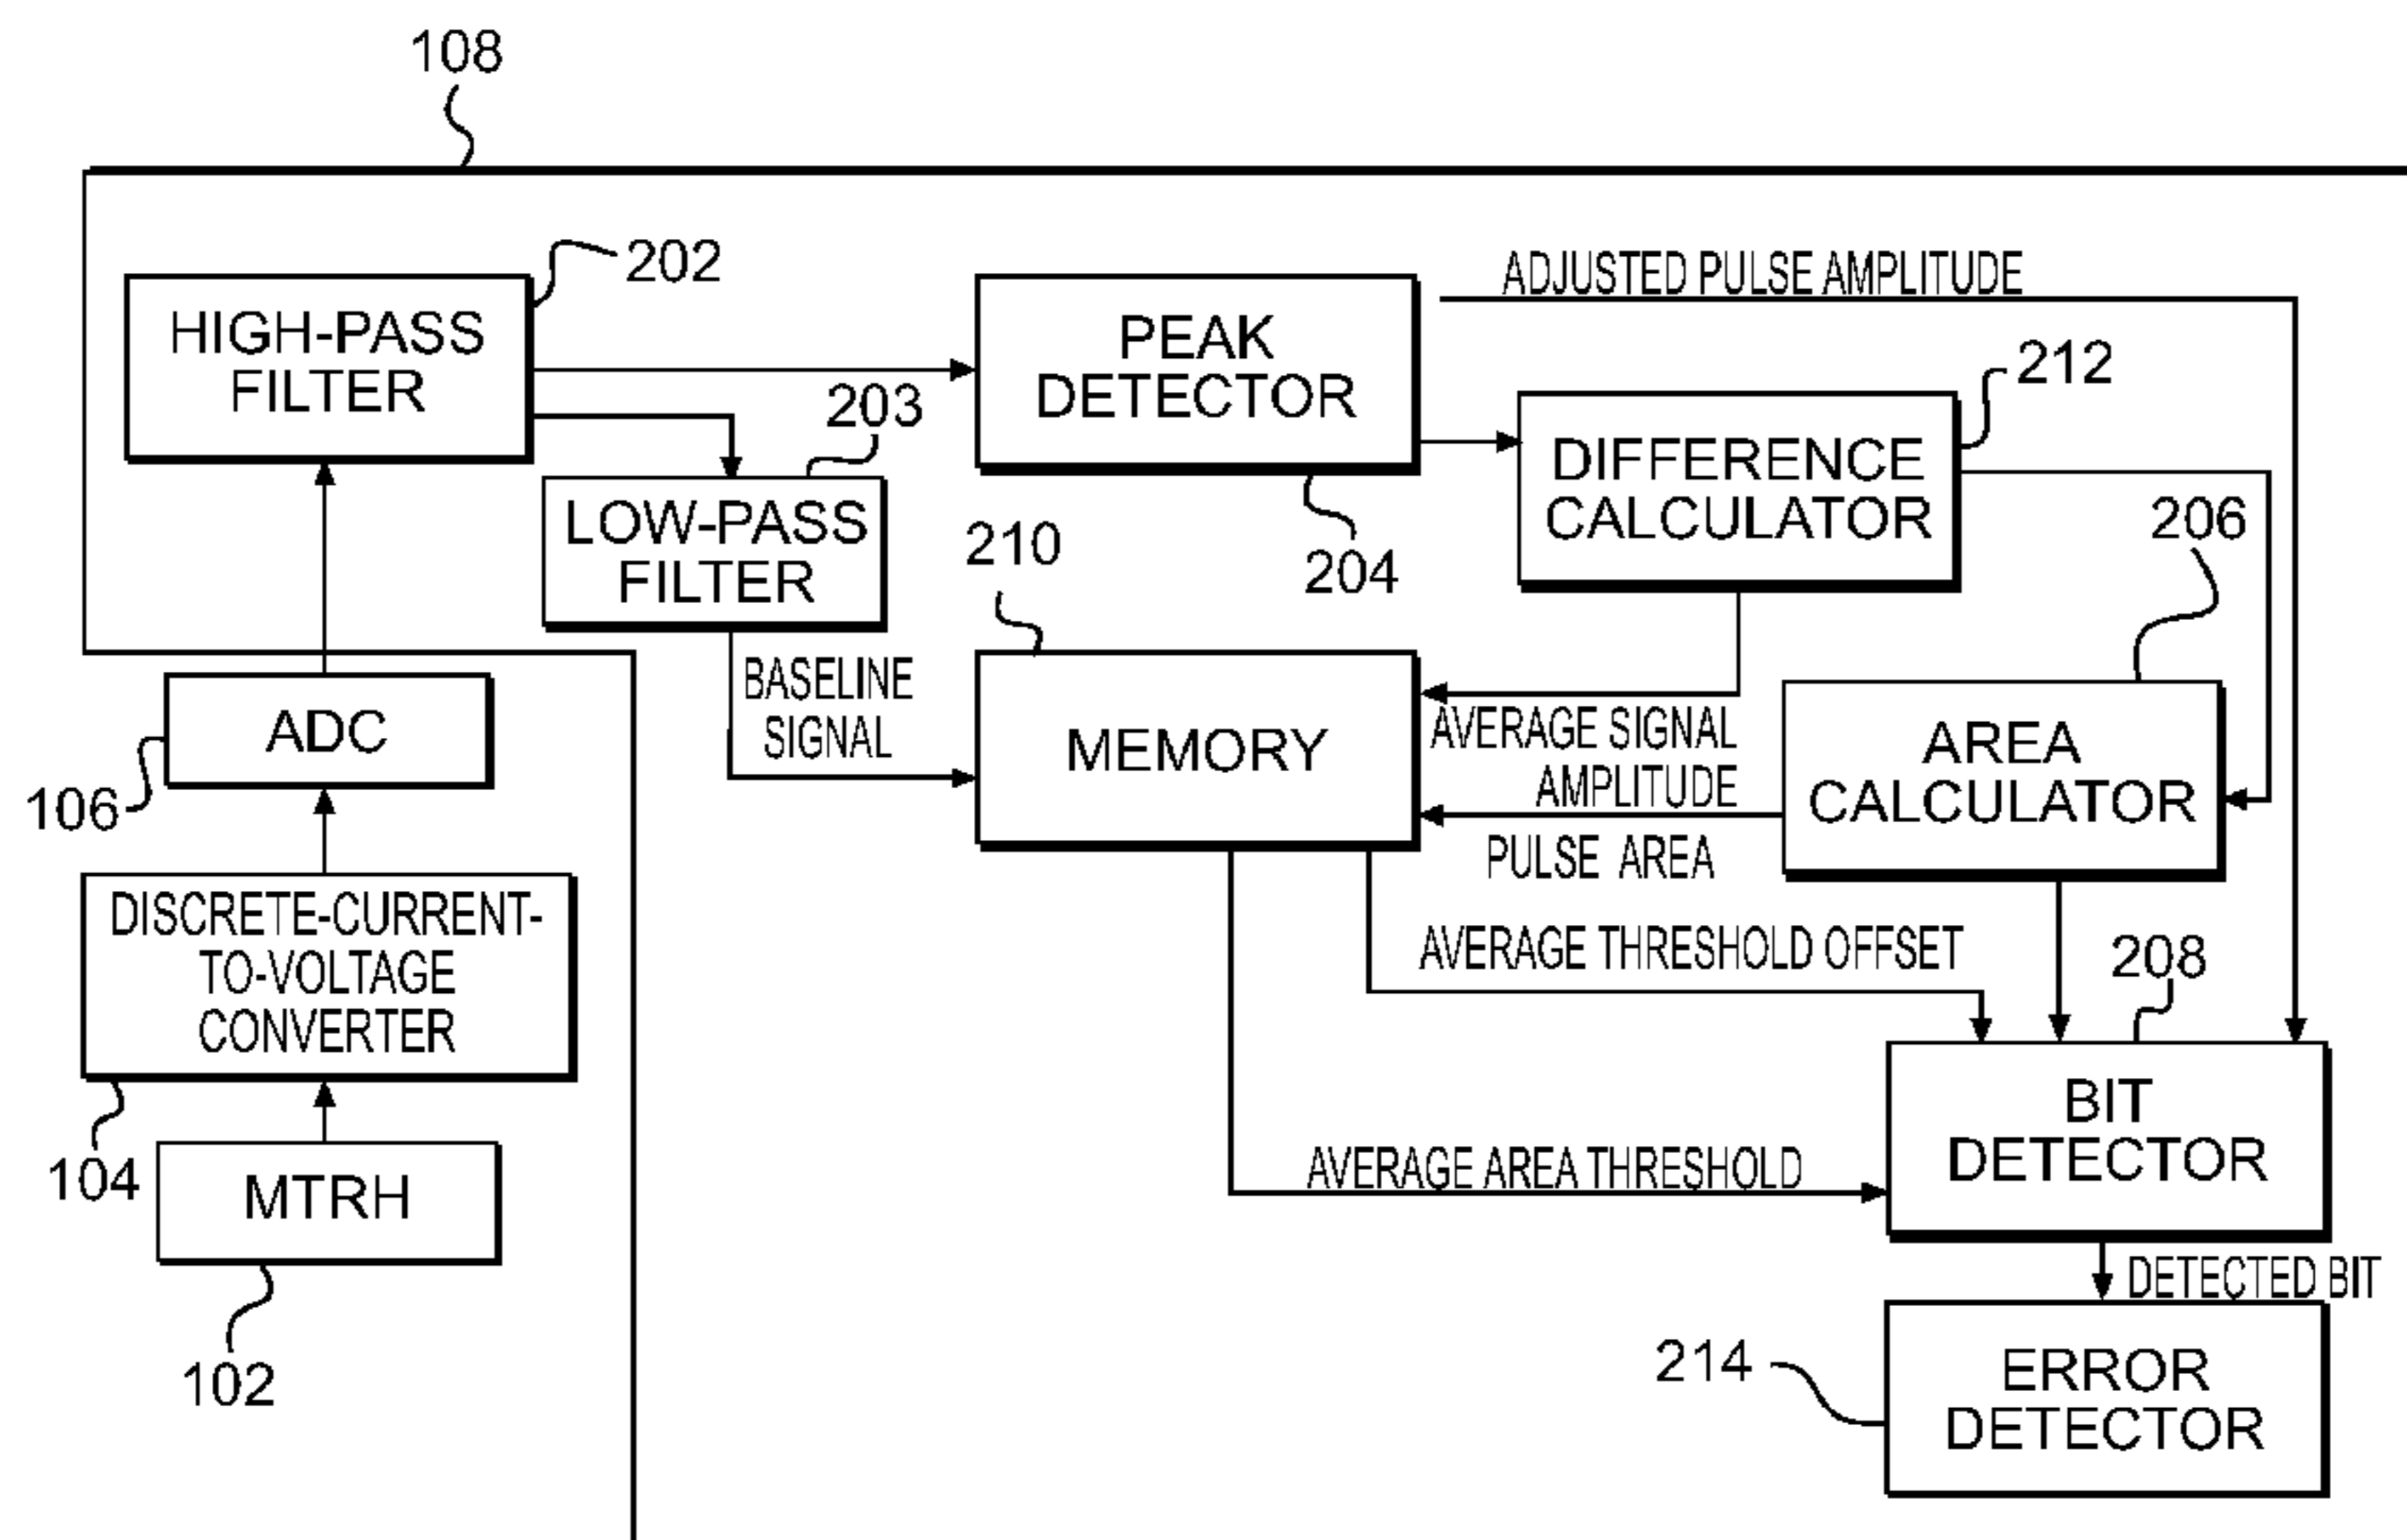 108
202
HIGH-PASS
FILTER
PEAK
DETECTOR
ADJUSTED PULSE AMPLITUDE
212
203
DIFFERENCE
CALCULATOR
LOW-PASS
FILTER
210
204
206
BASELINE
SIGNAL
MEMORY
AVERAGE SIGNAL
AMPLITUDE
AREA
CALCULATOR
ADC
106
PULSE AREA
DISCRETE-CURRENT-
TO-VOLTAGE
CONVERTER
AVERAGE THRESHOLD OFFSET
208
104
MTRH
BIT
DETECTOR
AVERAGE AREA THRESHOLD
102
DETECTED BIT
214
ERROR
DETECTOR